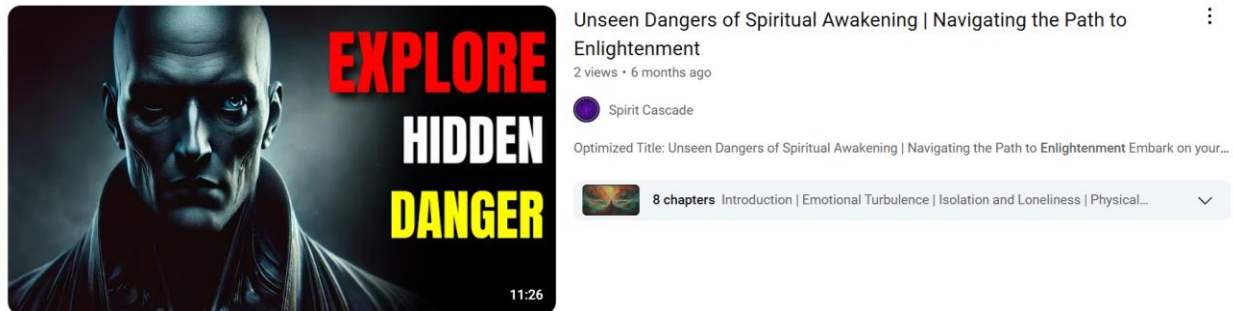 EXPLORE
HIDDEN
DANGER
11:26
Unseen Dangers of Spiritual Awakening | Navigating the Path to
Enlightenment
2 views • 6 months ago
Spirit Cascade
Optimized Title: Unseen Dangers of Spiritual Awakening | Navigating the Path to Enlightenment Embark on your...
8 chapters Introduction | Emotional Turbulence | Isolation and Loneliness | Physical...